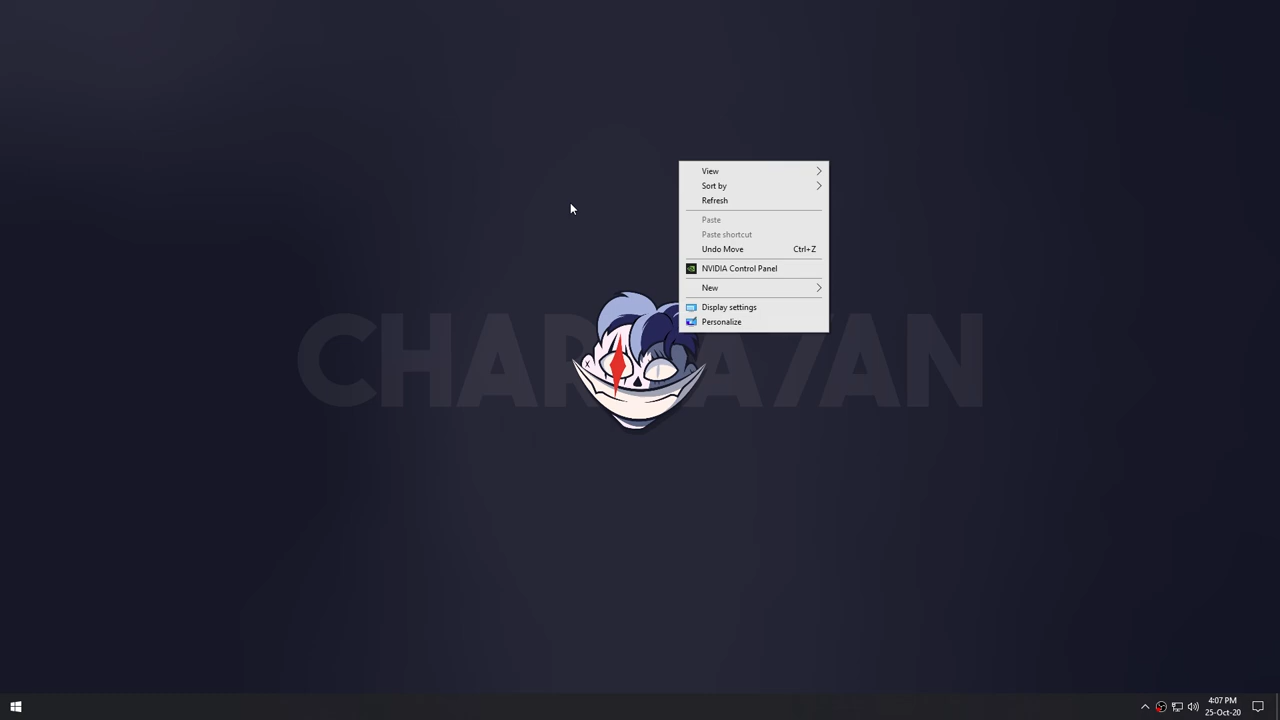 View
Sort by
Refresh
Paste
Paste shortcut
Undo Move Ctrl+Z
NVIDIA Control Panel
New
Display settings
Personalize
4:07 PM
25-Oct-20